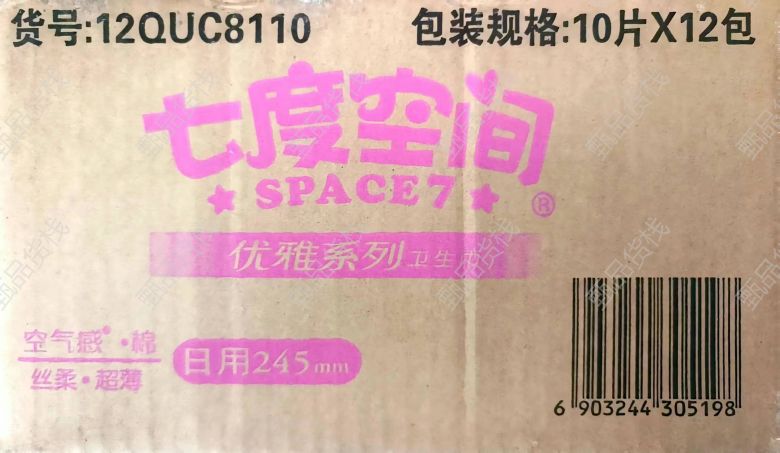 货号:12QUC8110 包装规格:10片X12包
七度空间
SPACE7 ®
优雅系列 卫生巾
空气感·棉
丝柔·超薄
日用245mm
6 903244 305198
甄品货栈